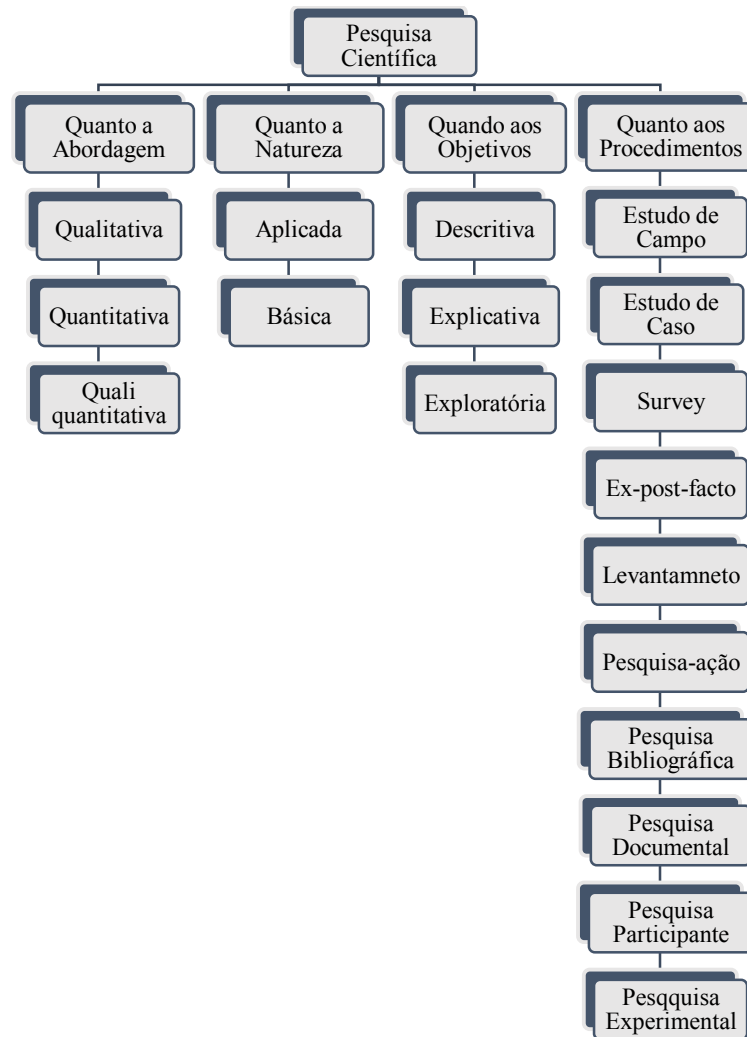 Pesquisa
Científica
Quanto a
Abordagem
Qualitativa
Quantitativa
Quali
quantitativa
Quanto a
Natureza
Aplicada
Básica
Quando aos
Objetivos
Descritiva
Explicativa
Exploratória
Quanto aos
Procedimentos
Estudo de
Campo
Estudo de
Caso
Survey
Ex-post-facto
Levantamneto
Pesquisa-ação
Pesquisa
Bibliográfica
Pesquisa
Documental
Pesquisa
Participante
Pesqquisa
Experimental